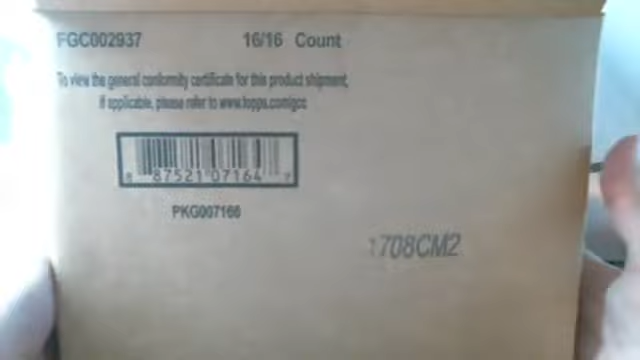 FGC002937 16/16 Count
To view the general conformity certificate for this product shipment,
if applicable, please refer to www.topps.com/gcc
8 87521 07164 7
PKG007166
1708CM2